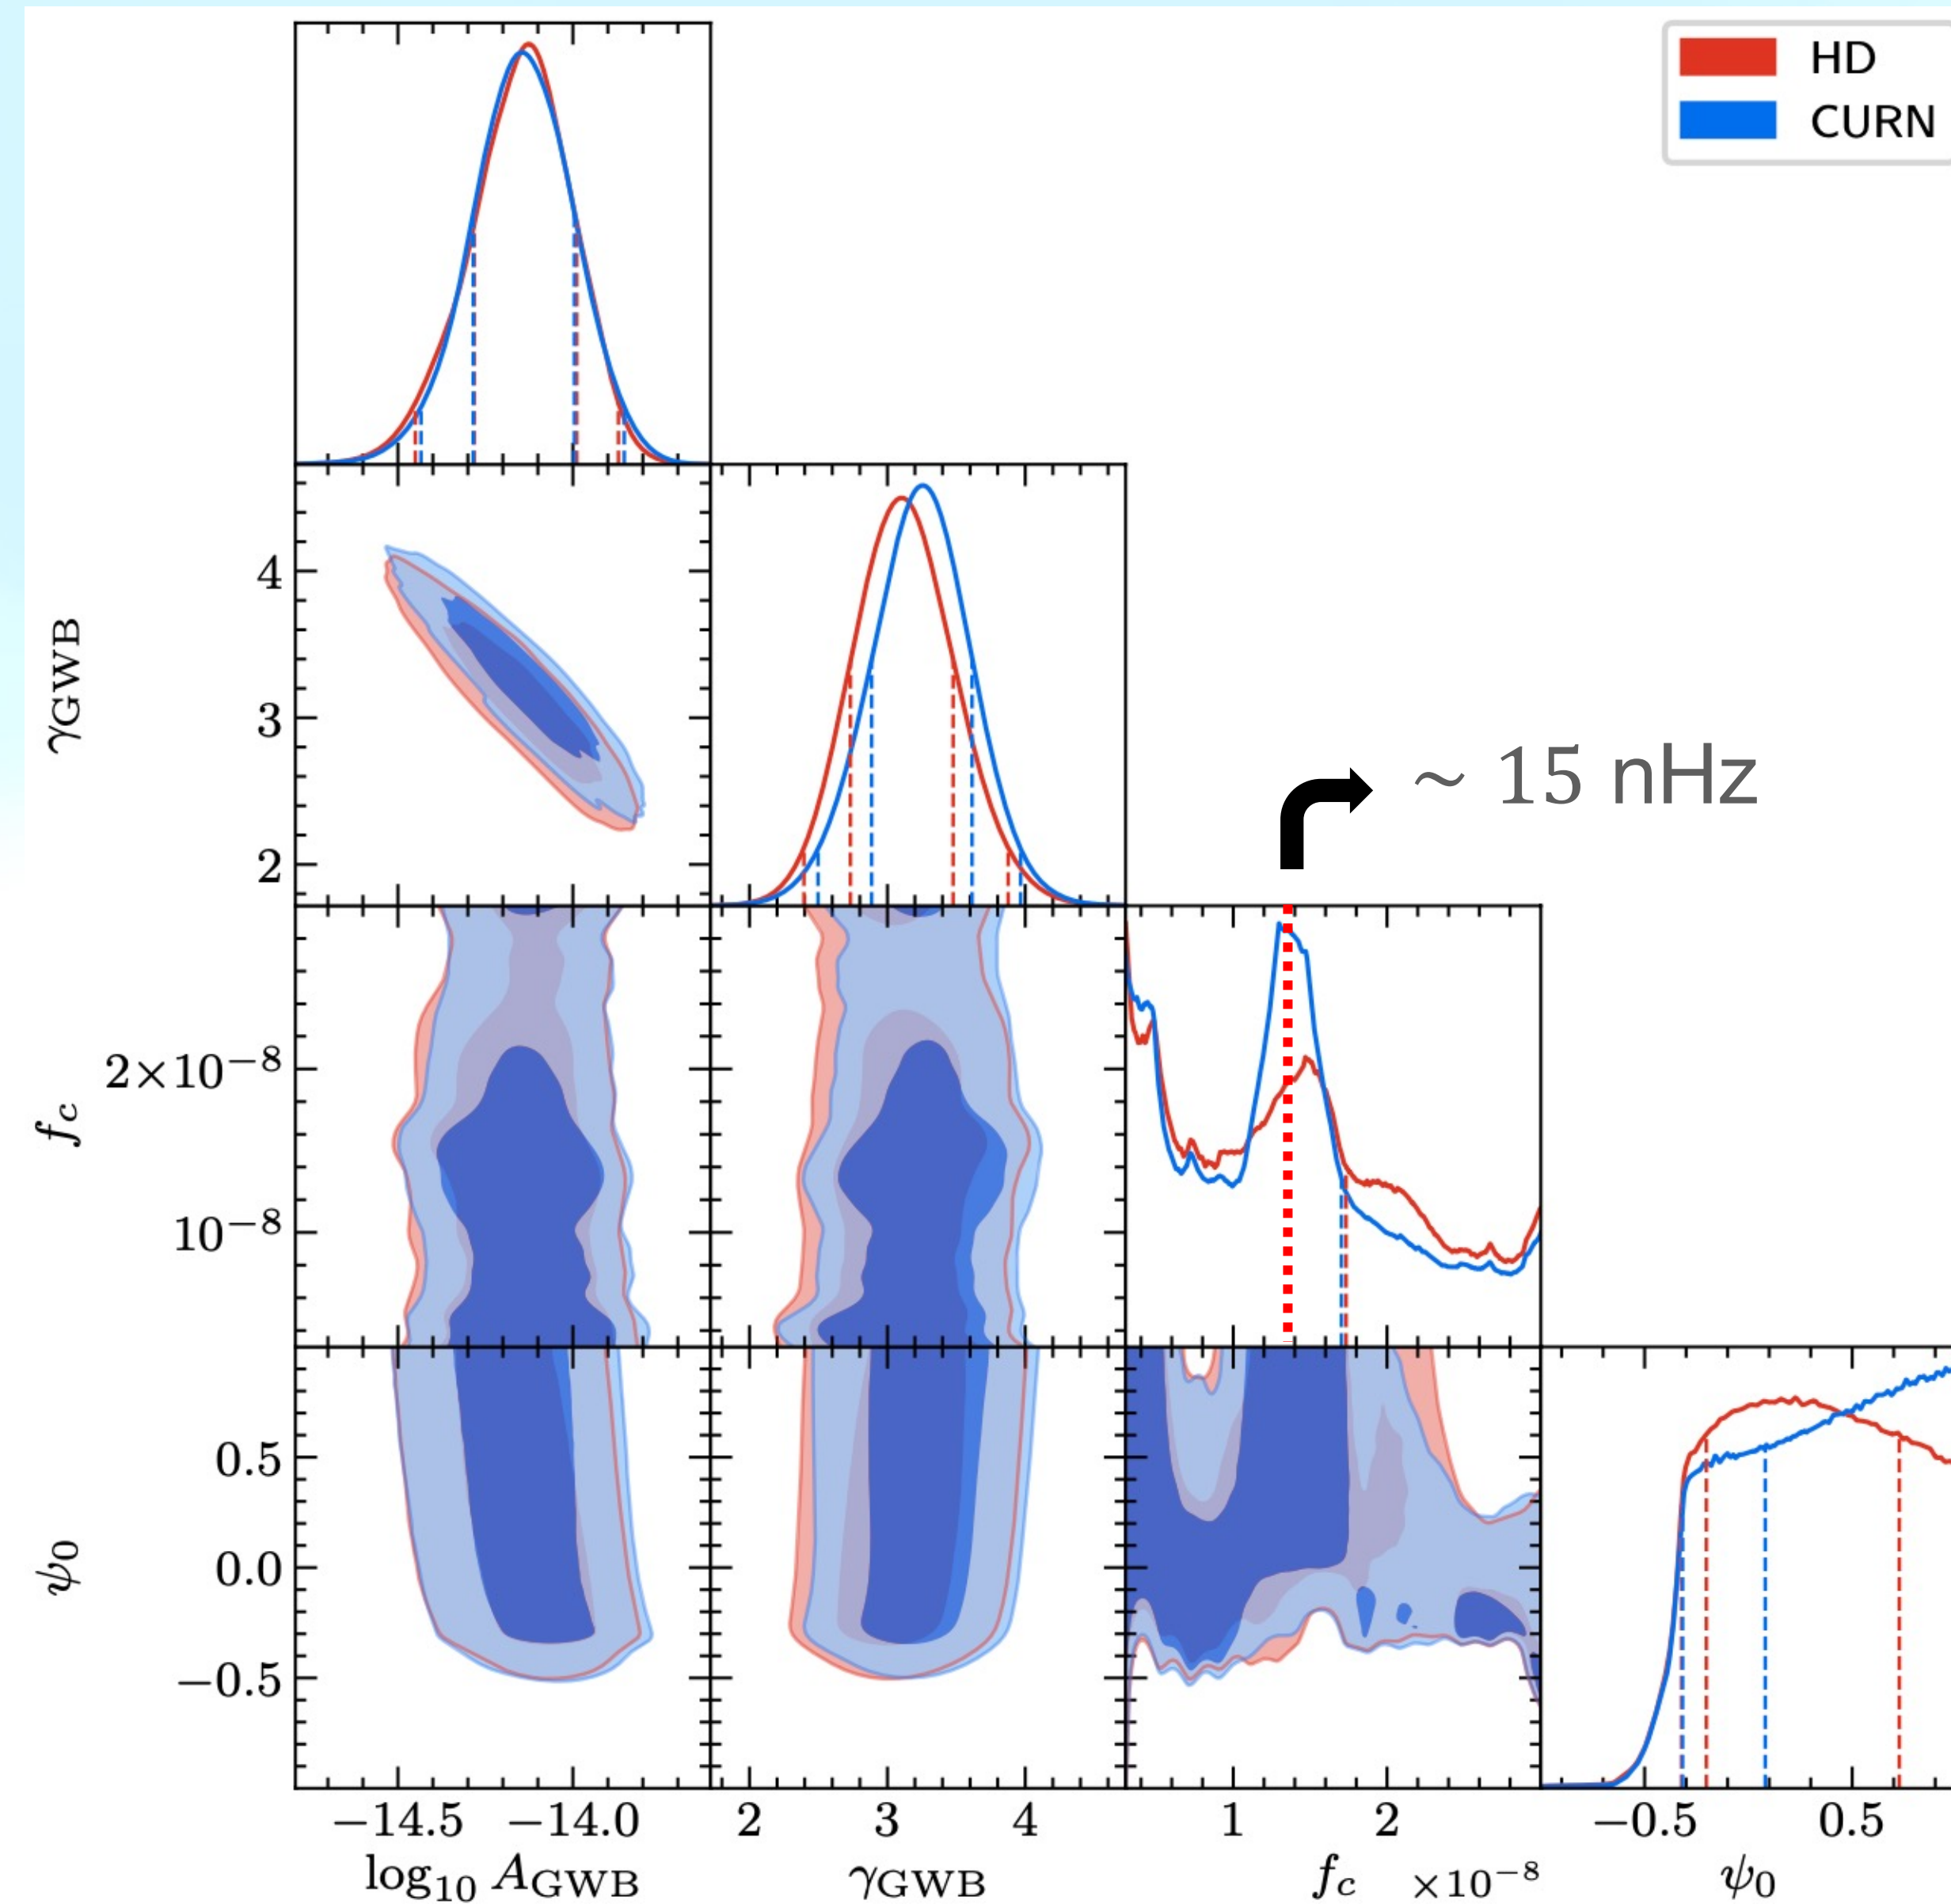 HD
CURN
γGWB
4
3
2
~ 15 nHz
fc
2×10⁻⁸
10⁻⁸
ψ0
0.5
0.0
−0.5
−14.5 −14.0 2 3 4 1 2 −0.5 0.5
log10 AGWB γGWB fc ×10⁻⁸ ψ0